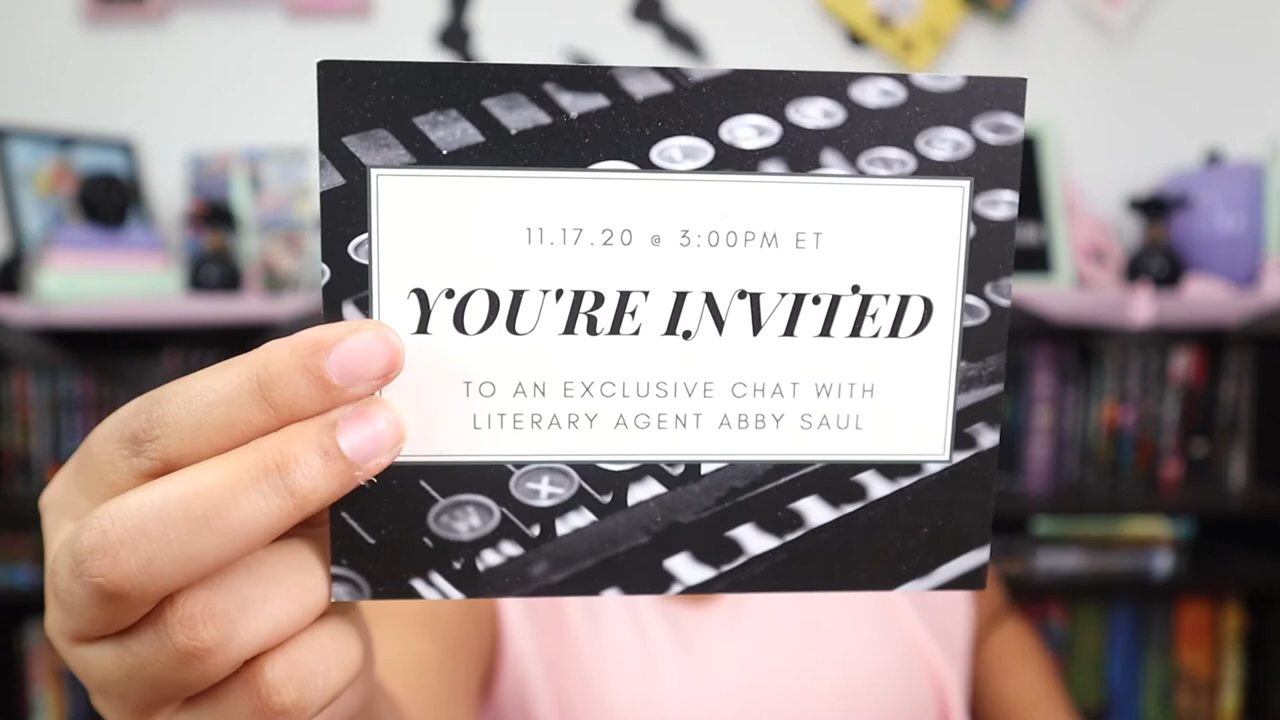 11.17.20 @ 3:00PM ET
YOU'RE INVITED
TO AN EXCLUSIVE CHAT WITH
LITERARY AGENT ABBY SAUL
W
X